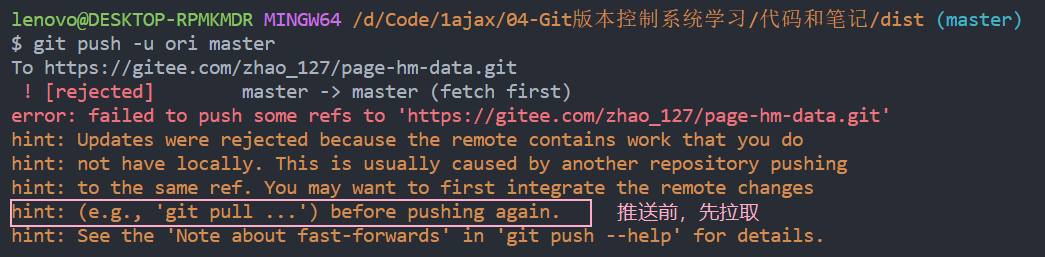 lenovo@DESKTOP-RPMKMDR MINGW64 /d/Code/1ajax/04-Git版本控制系统学习/代码和笔记/dist (master)
$ git push -u ori master
To https://gitee.com/zhao_127/page-hm-data.git
! [rejected]        master -> master (fetch first)
error: failed to push some refs to 'https://gitee.com/zhao_127/page-hm-data.git'
hint: Updates were rejected because the remote contains work that you do
hint: not have locally. This is usually caused by another repository pushing
hint: to the same ref. You may want to first integrate the remote changes
hint: (e.g., 'git pull ...') before pushing again. 推送前，先拉取
hint: See the 'Note about fast-forwards' in 'git push --help' for details.